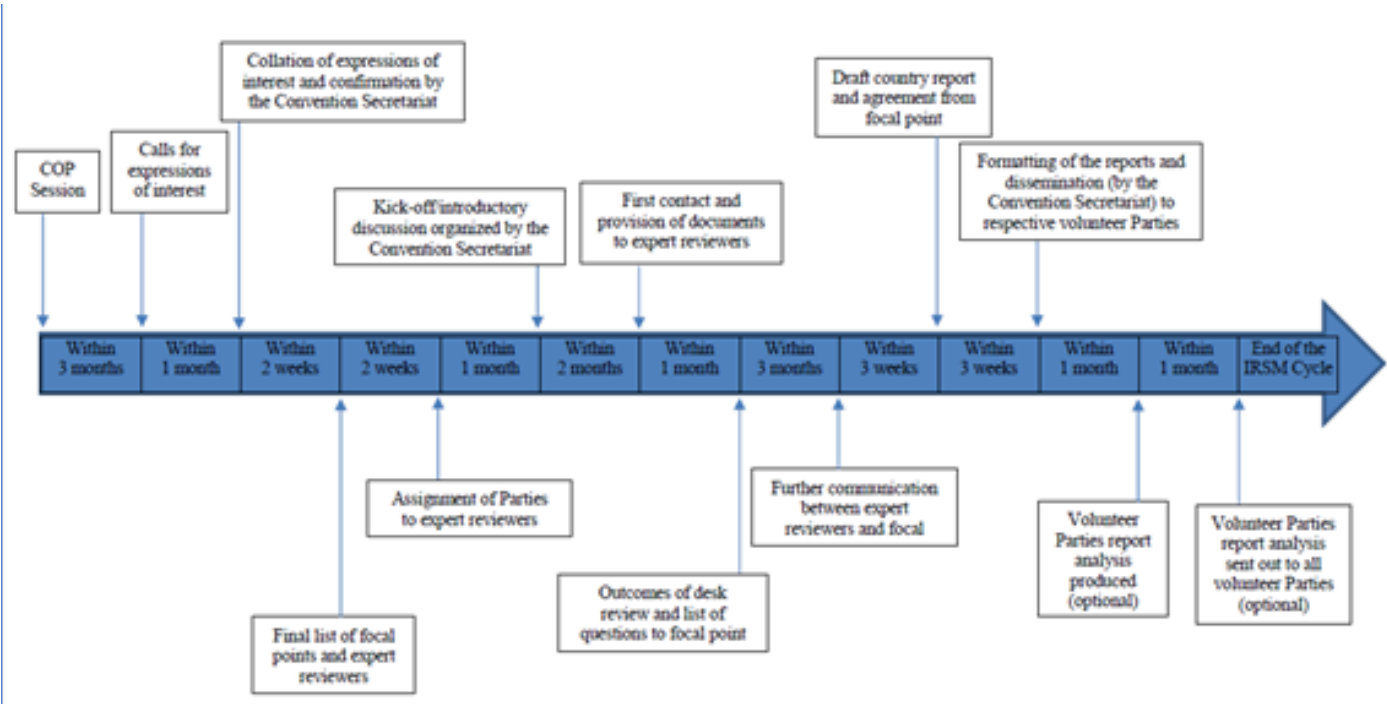 Collation of expressions of
interest and confirmation by
the Convention Secretariat
Draft country report
and agreement from
focal point
COP
Session
Calls for
expressions
of interest
Kick-off/introductory
discussion organized by the
Convention Secretariat
First contact and
provision of documents
to expert reviewers
Formatting of the reports and
dissemination (by the
Convention Secretariat) to
respective volunteer Parties
Within
3 months
Within
1 month
Within
2 weeks
Within
2 weeks
Within
1 month
Within
2 months
Within
1 month
Within
3 months
Within
3 weeks
Within
3 weeks
Within
1 month
Within
1 month
End of the
IRSM Cycle
Assignment of Parties
to expert reviewers
Further communication
between expert
reviewers and focal
Volunteer
Parties report
analysis
produced
(optional)
Volunteer Parties
report analysis
sent out to all
volunteer Parties
(optional)
Outcomes of desk
review and list of
questions to focal point
Final list of focal
points and expert
reviewers